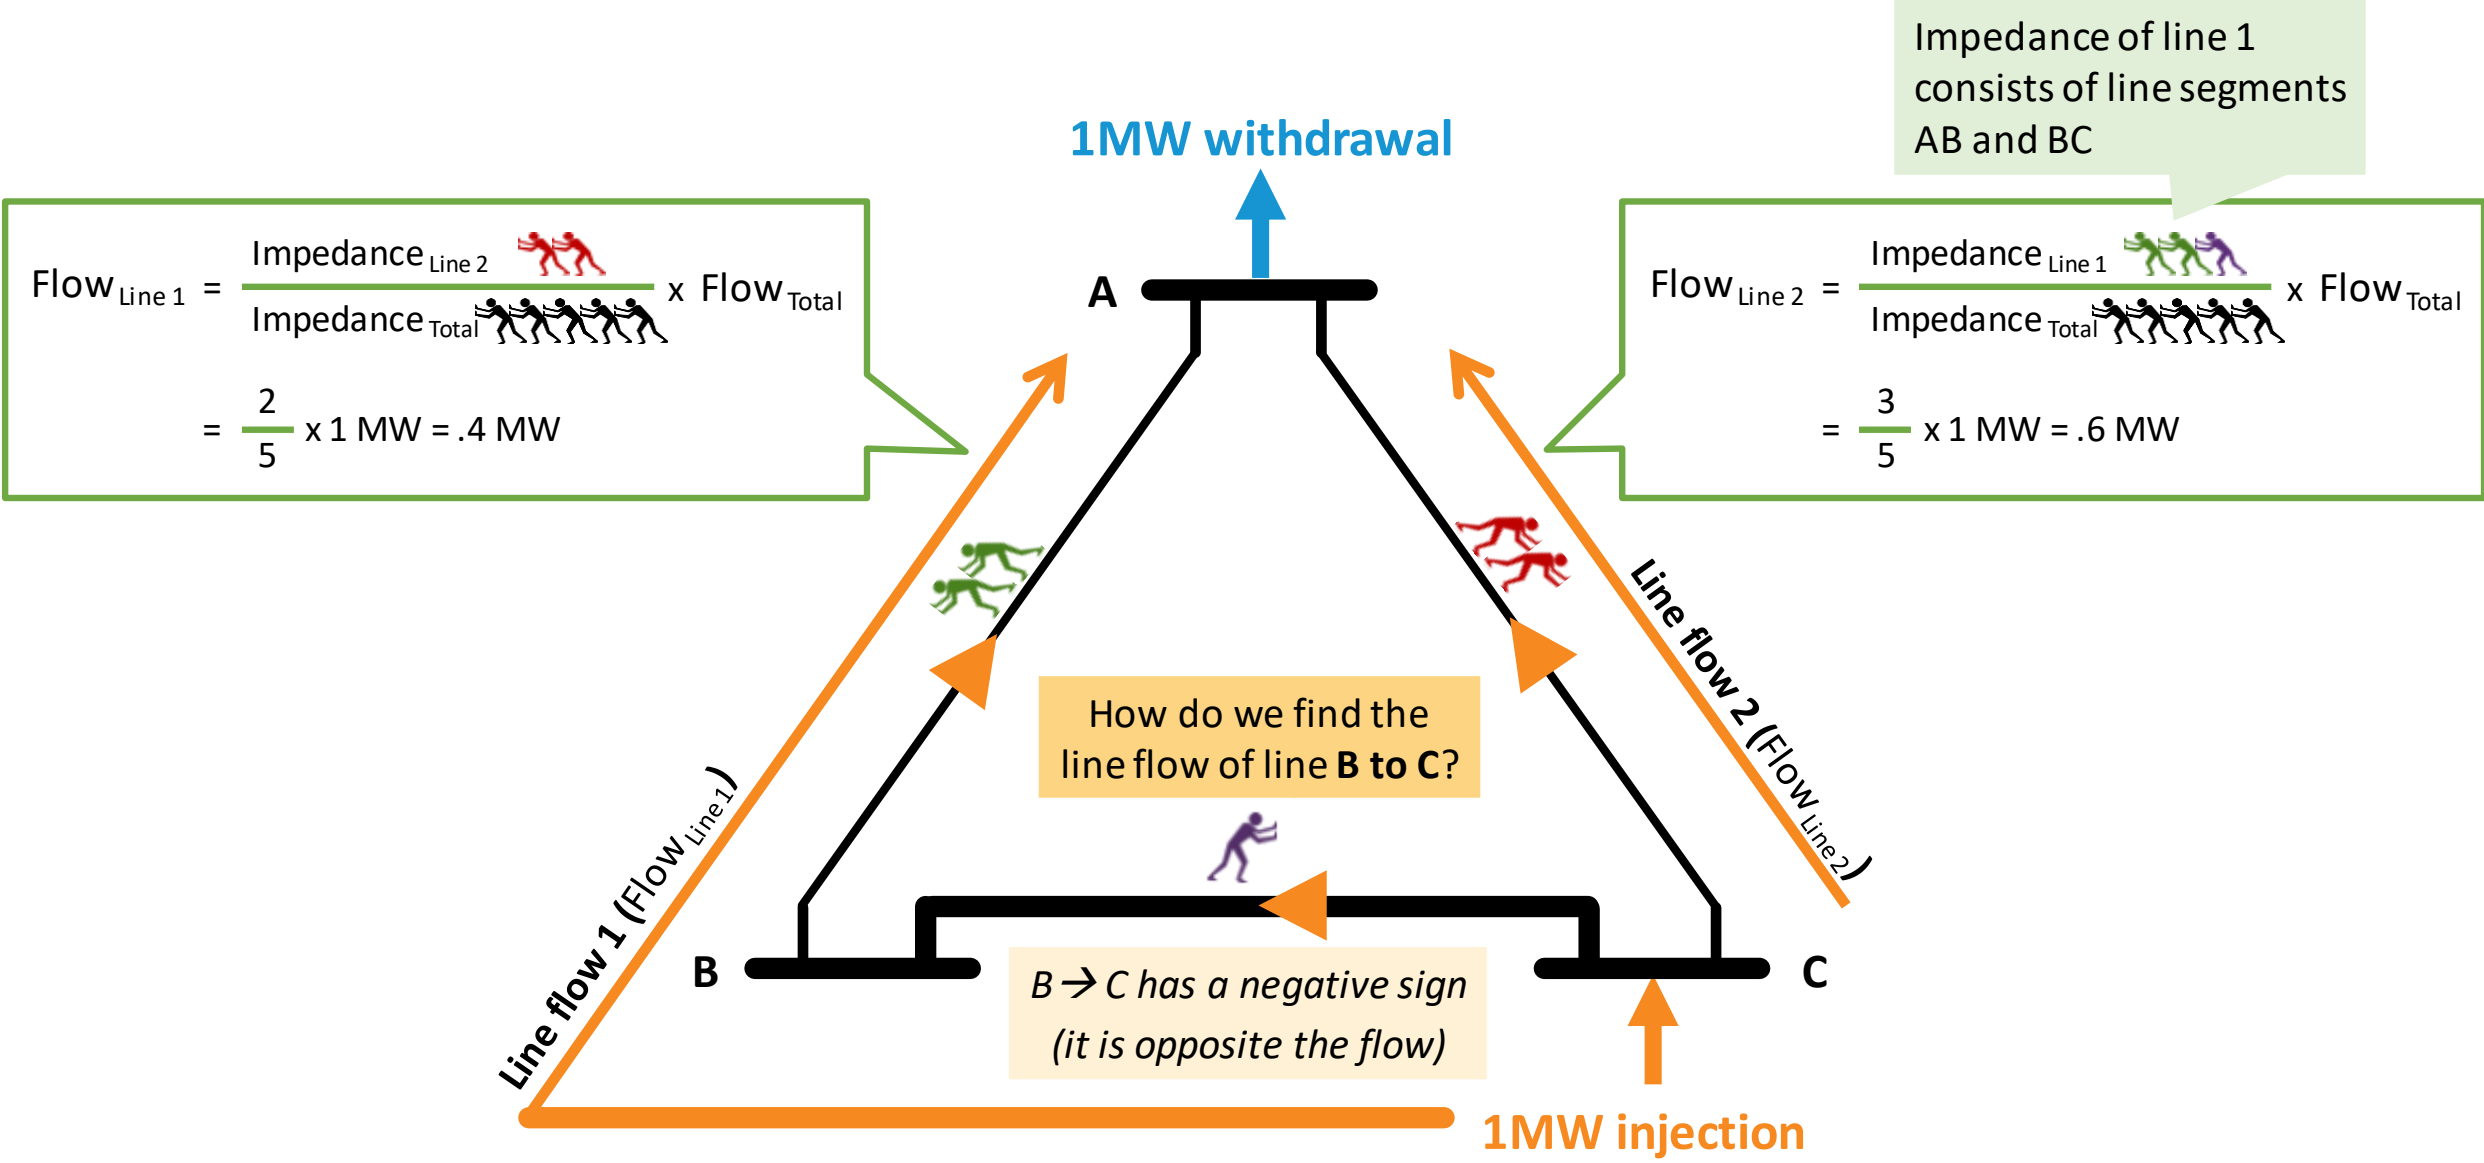 Impedance of line 1
consists of line segments
AB and BC
1MW withdrawal
Flow Line 1 = Impedance Line 2 / Impedance Total x Flow Total
= 2 / 5 x 1 MW = .4 MW
Flow Line 2 = Impedance Line 1 / Impedance Total x Flow Total
= 3 / 5 x 1 MW = .6 MW
A
Line flow 1 (Flow Line 1)
Line flow 2 (Flow Line 2)
How do we find the
line flow of line B to C?
B
C
B → C has a negative sign
(it is opposite the flow)
1MW injection